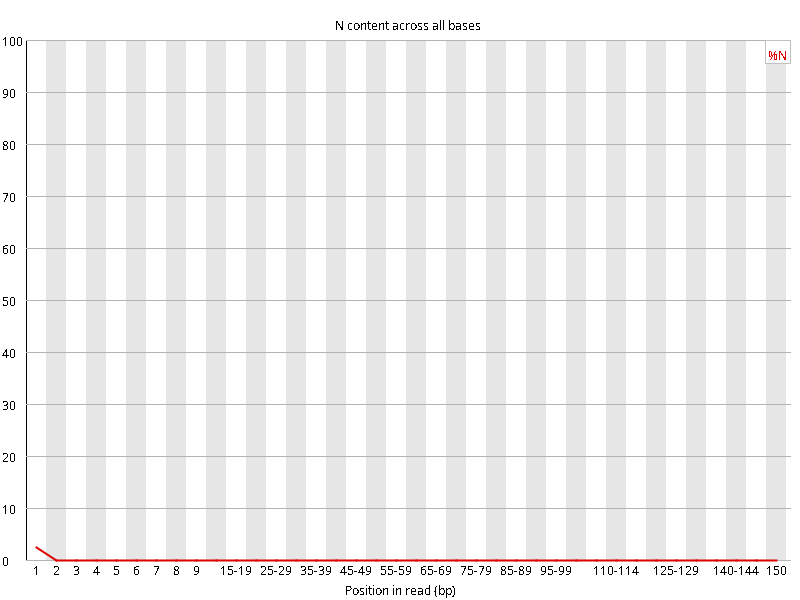 N content across all bases
%N
100
90
80
70
60
50
40
30
20
10
0
1 2 3 4 5 6 7 8 9 15-19 25-29 35-39 45-49 55-59 65-69 75-79 85-89 95-99 110-114 125-129 140-144 150
Position in read (bp)